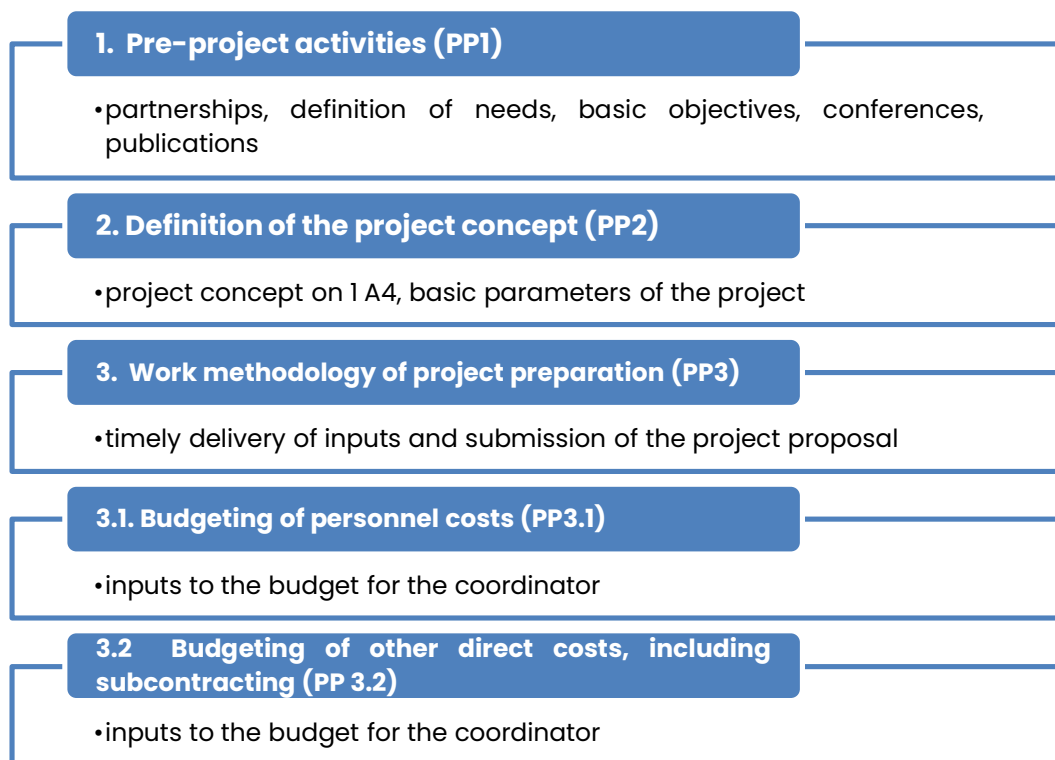 1. Pre-project activities (PP1)
•partnerships, definition of needs, basic objectives, conferences,
publications
2. Definition of the project concept (PP2)
•project concept on 1 A4, basic parameters of the project
3. Work methodology of project preparation (PP3)
•timely delivery of inputs and submission of the project proposal
3.1. Budgeting of personnel costs (PP3.1)
•inputs to the budget for the coordinator
3.2 Budgeting of other direct costs, including
subcontracting (PP 3.2)
•inputs to the budget for the coordinator